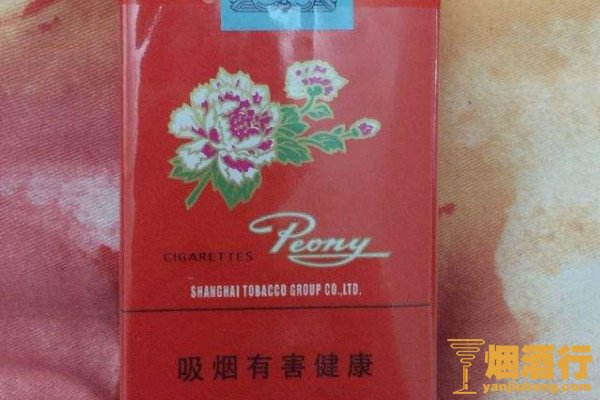 CIGARETTES Peony
SHANGHAI TOBACCO GROUP CO.,LTD.
吸烟有害健康
烟酒行
yanjiuhang.com